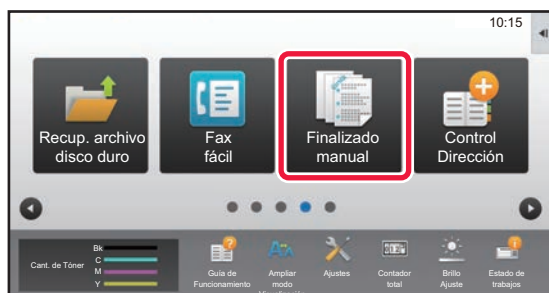 10:15
Recup. archivo
disco duro
Fax
fácil
Finalizado
manual
Control
Dirección
Cant. de Tóner
Bk
C
M
Y
Guía de
Funcionamiento
Ampliar
modo
Visualización
Ajustes
Contador
total
Brillo
Ajuste
Estado de
trabajos